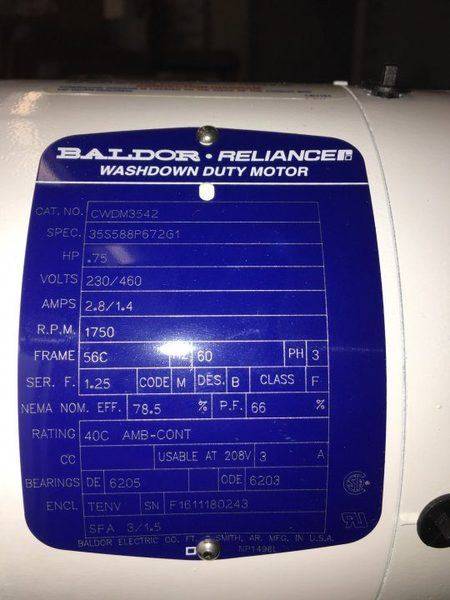 BALDOR · RELIANCE
WASHDOWN DUTY MOTOR
CAT. NO. CWDM3542
SPEC. 35S588P672G1
HP .75
VOLTS 230/460
AMPS 2.8/1.4
R.P.M. 1750
FRAME 56C HZ 60 PH 3
SER. F. 1.25 CODE M DES. B CLASS F
NEMA NOM. EFF. 78.5 % P.F. 66 %
RATING 40C AMB-CONT
CC USABLE AT 208V 3 A
BEARINGS DE 6205 ODE 6203
ENCL TENV SN F1611180243
SFA 3/1.5
BALDOR ELECTRIC CO. FT. SMITH, AR. MFG. IN U.S.A.
NP1496L